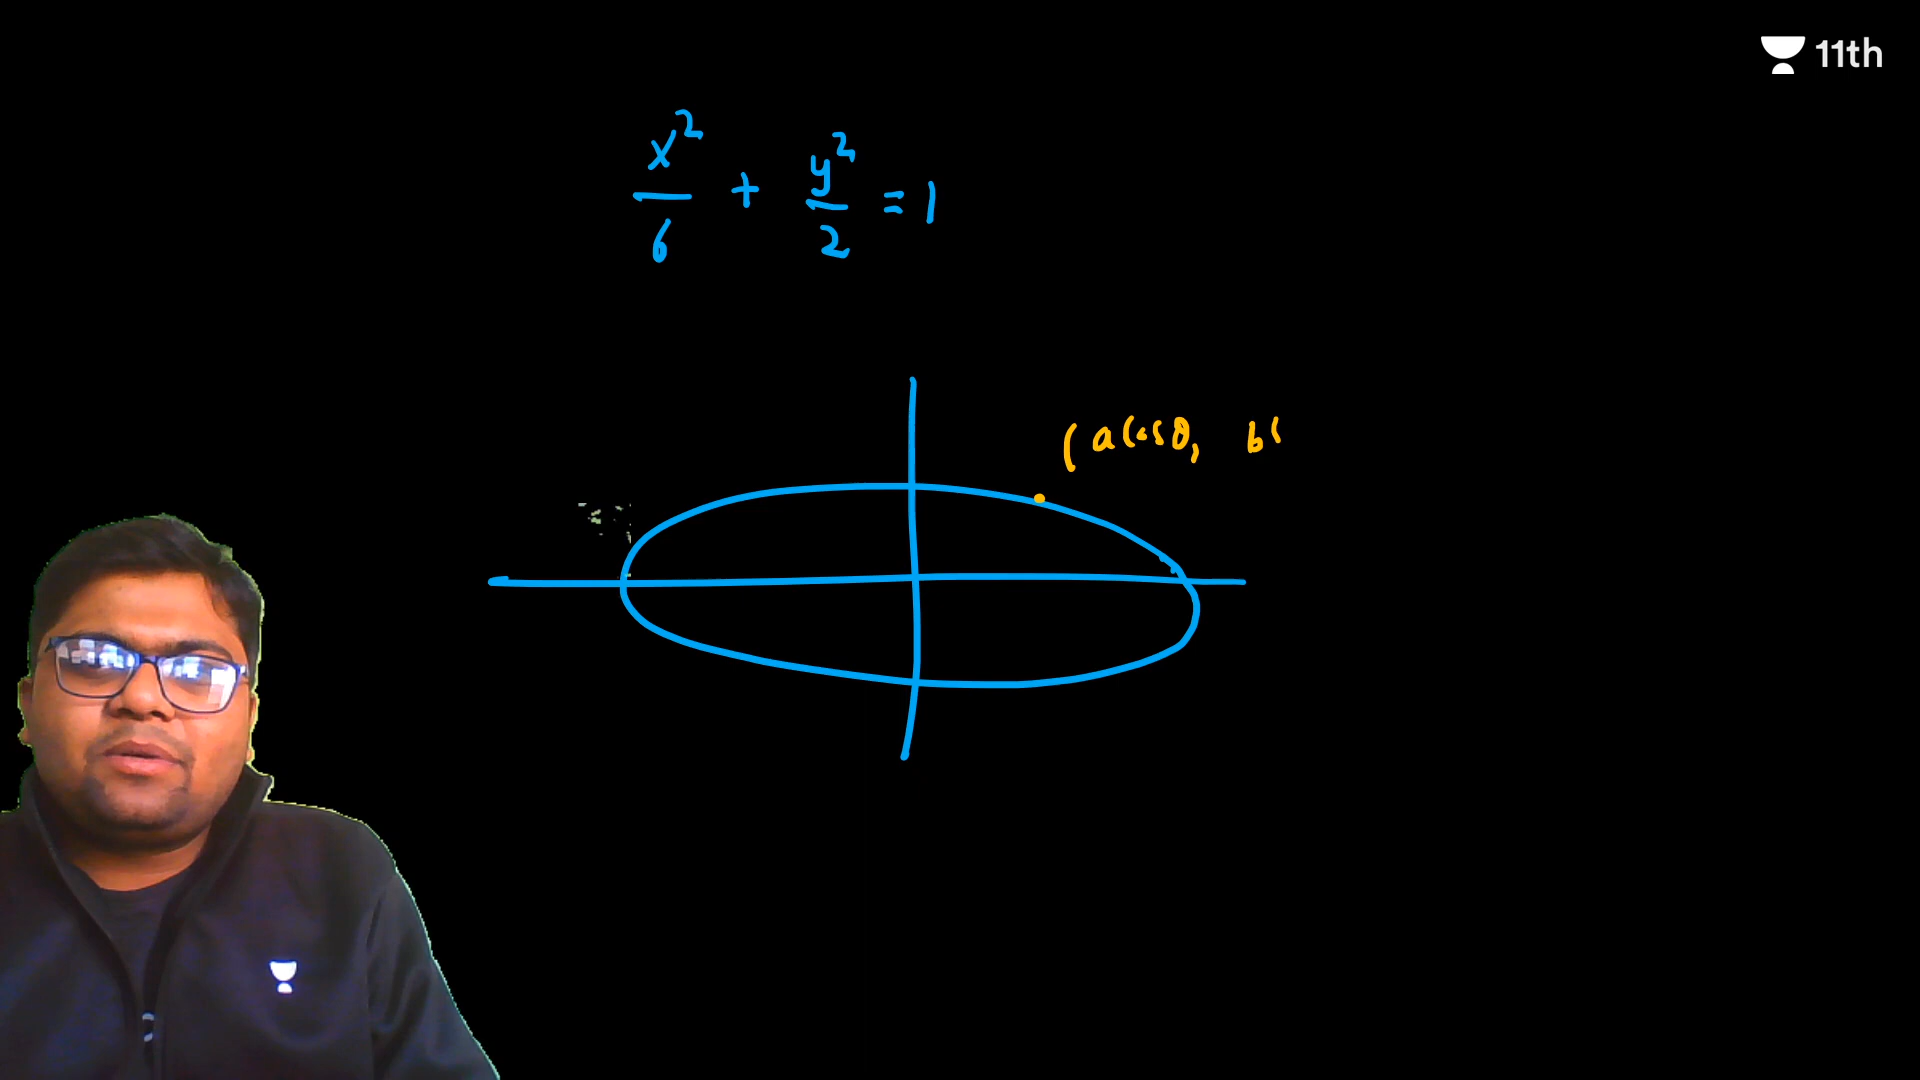 11th
x²/6 + y²/2 = 1
(a cos θ, b s